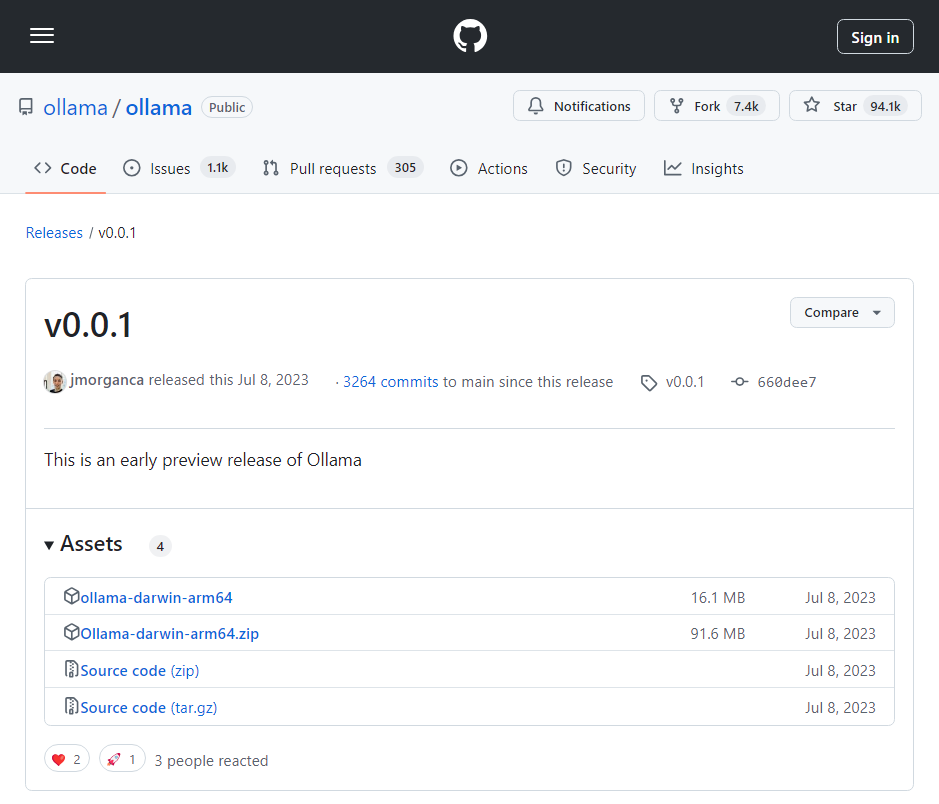 Sign in
ollama / ollama Public
Notifications Fork 7.4k Star 94.1k
Code Issues 1.1k Pull requests 305 Actions Security Insights
Releases / v0.0.1
v0.0.1
Compare
jmorganca released this Jul 8, 2023 · 3264 commits to main since this release v0.0.1 660dee7
This is an early preview release of Ollama
Assets 4
ollama-darwin-arm64 16.1 MB Jul 8, 2023
Ollama-darwin-arm64.zip 91.6 MB Jul 8, 2023
Source code (zip) Jul 8, 2023
Source code (tar.gz) Jul 8, 2023
2 1 3 people reacted